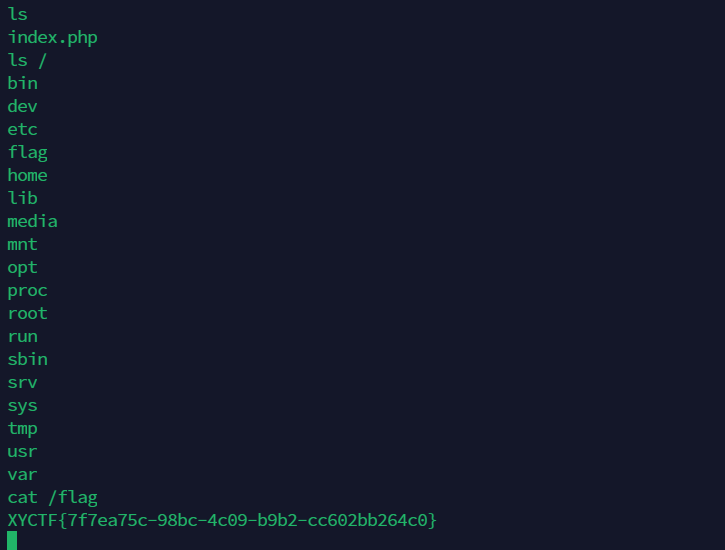 ls
index.php
ls /
bin
dev
etc
flag
home
lib
media
mnt
opt
proc
root
run
sbin
srv
sys
tmp
usr
var
cat /flag
XYCTF{7f7ea75c-98bc-4c09-b9b2-cc602bb264c0}